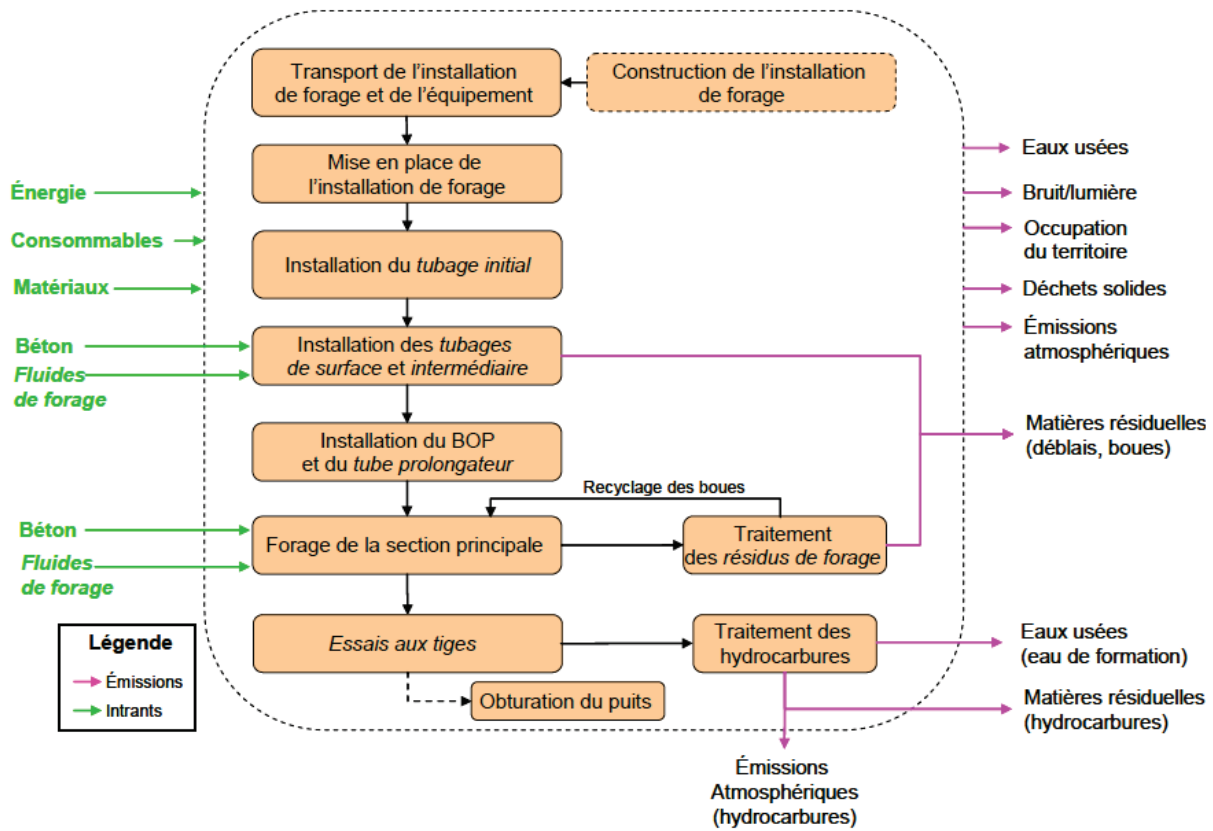 Transport de l'installation
de forage et de l'équipement
Construction de l'installation
de forage
Mise en place de
l'installation de forage
Installation du tubage initial
Installation des tubages
de surface et intermédiaire
Installation du BOP
et du tube prolongateur
Recyclage des boues
Forage de la section principale
Traitement
des résidus de forage
Essais aux tiges
Traitement des
hydrocarbures
Obturation du puits
Énergie
Consommables
Matériaux
Béton
Fluides
de forage
Béton
Fluides
de forage
Légende
Émissions
Intrants
Eaux usées
Bruit/lumière
Occupation
du territoire
Déchets solides
Émissions
atmosphériques
Matières résiduelles
(déblais, boues)
Eaux usées
(eau de formation)
Matières résiduelles
(hydrocarbures)
Émissions
Atmosphériques
(hydrocarbures)